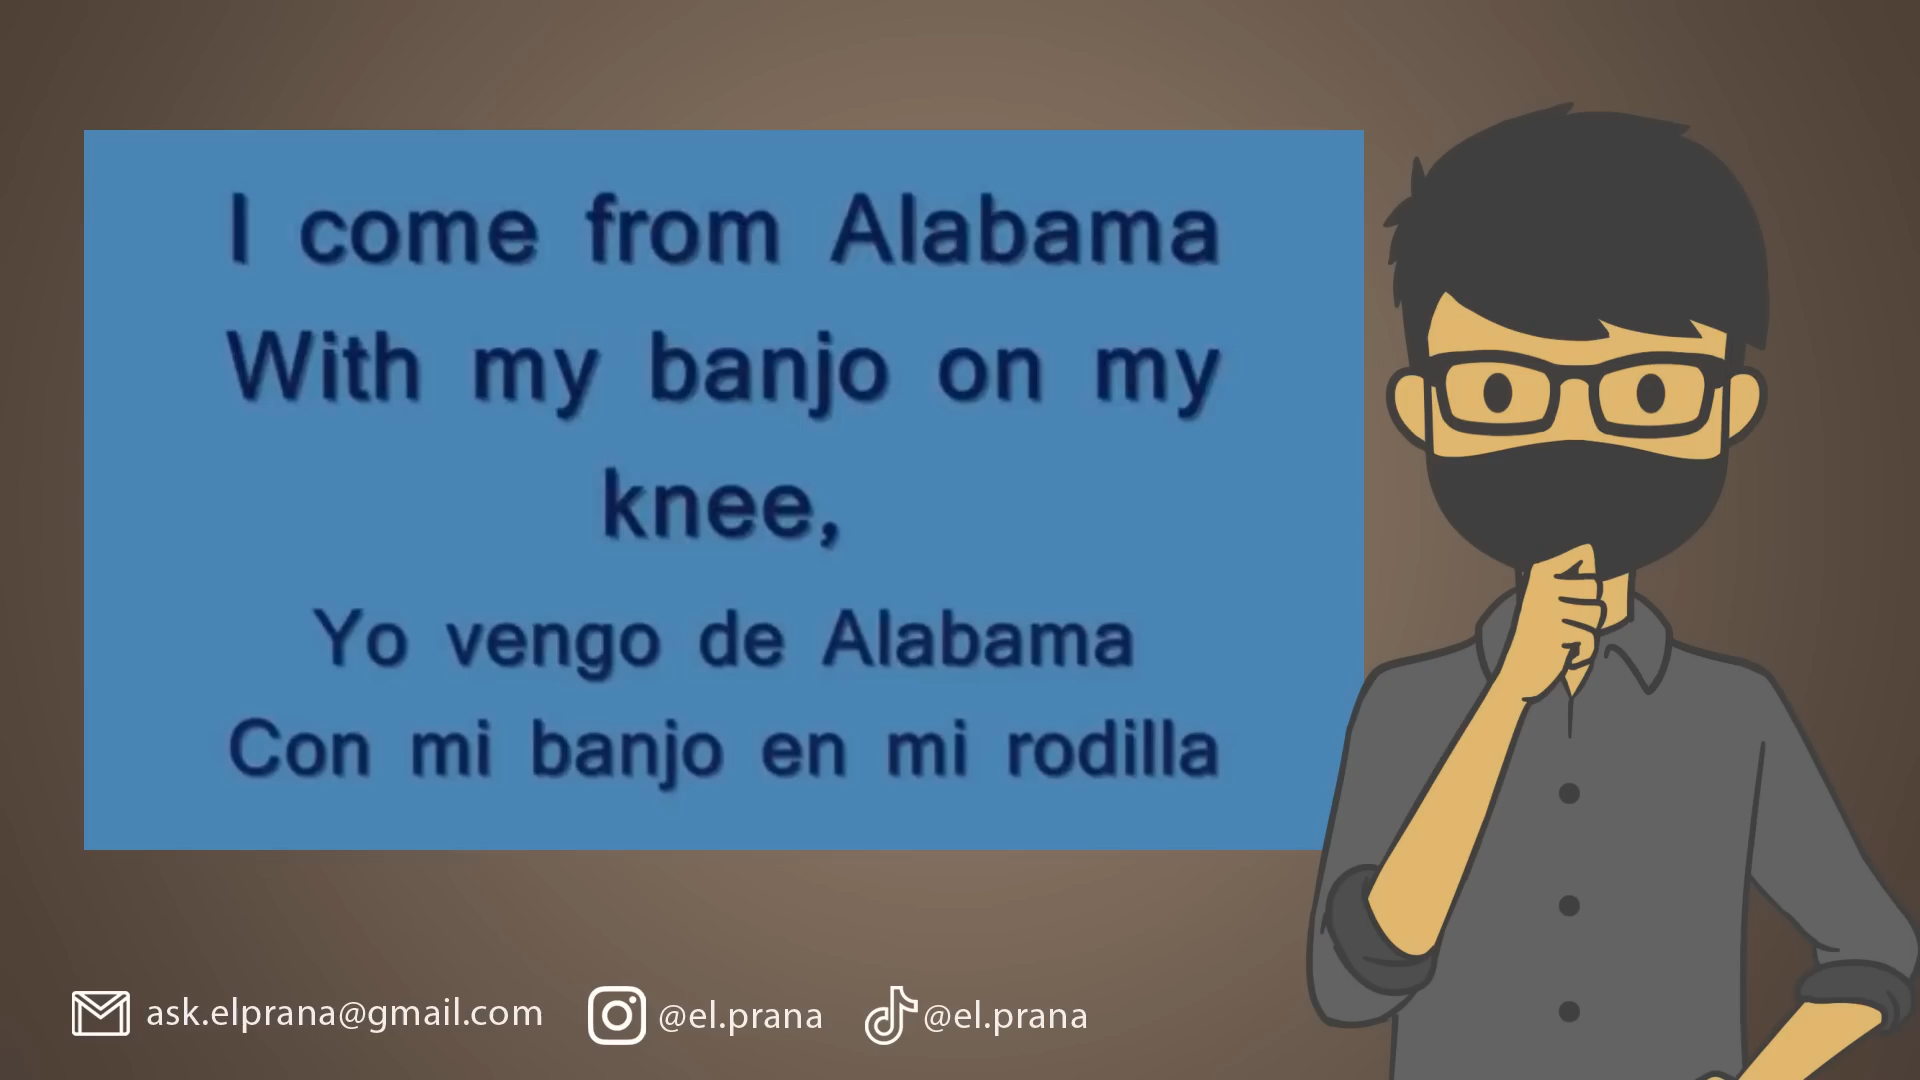 I come from Alabama
With my banjo on my
knee,
Yo vengo de Alabama
Con mi banjo en mi rodilla
ask.elprana@gmail.com @el.prana @el.prana